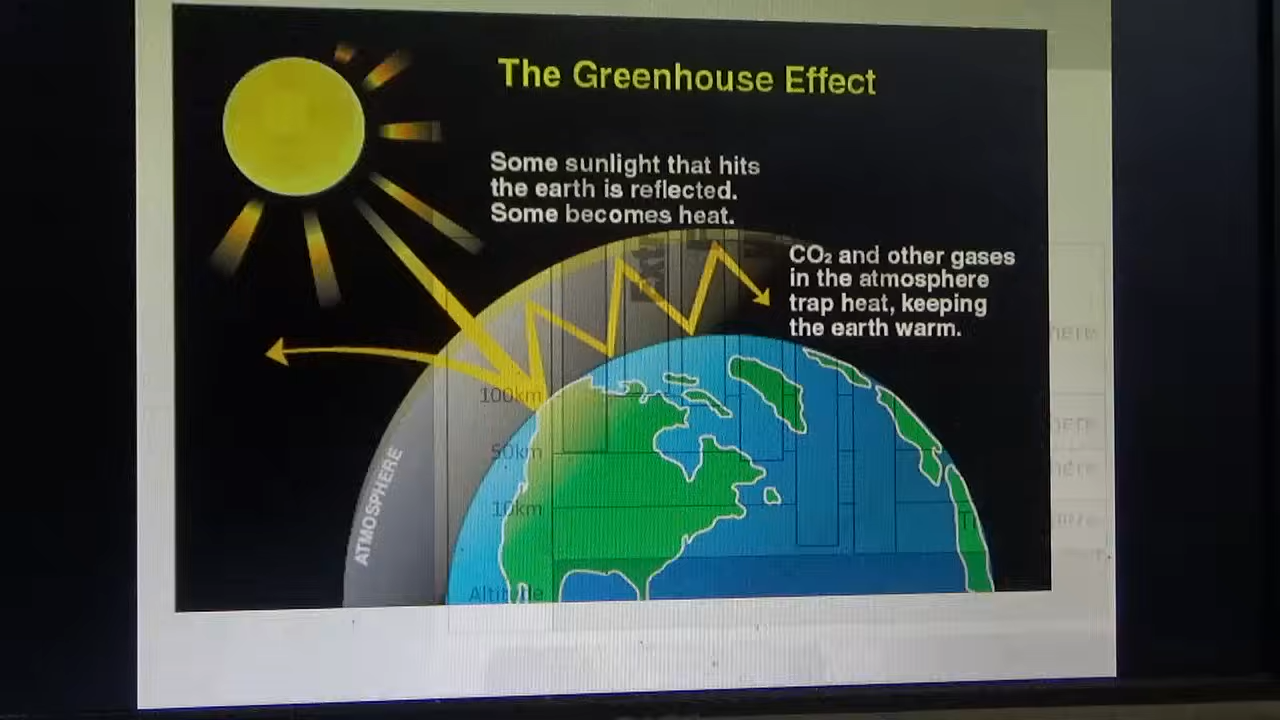 The Greenhouse Effect
Some sunlight that hits
the earth is reflected.
Some becomes heat.
CO₂ and other gases
in the atmosphere
trap heat, keeping
the earth warm.
ATMOSPHERE
100km
50km
10km
Altitude